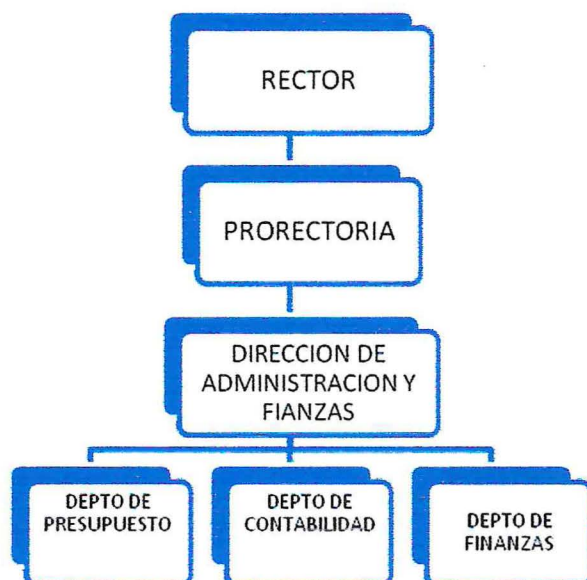 RECTOR
PRORECTORIA
DIRECCION DE
ADMINISTRACION Y
FIANZAS
DEPTO DE
PRESUPUESTO
DEPTO DE
CONTABILIDAD
DEPTO DE
FINANZAS